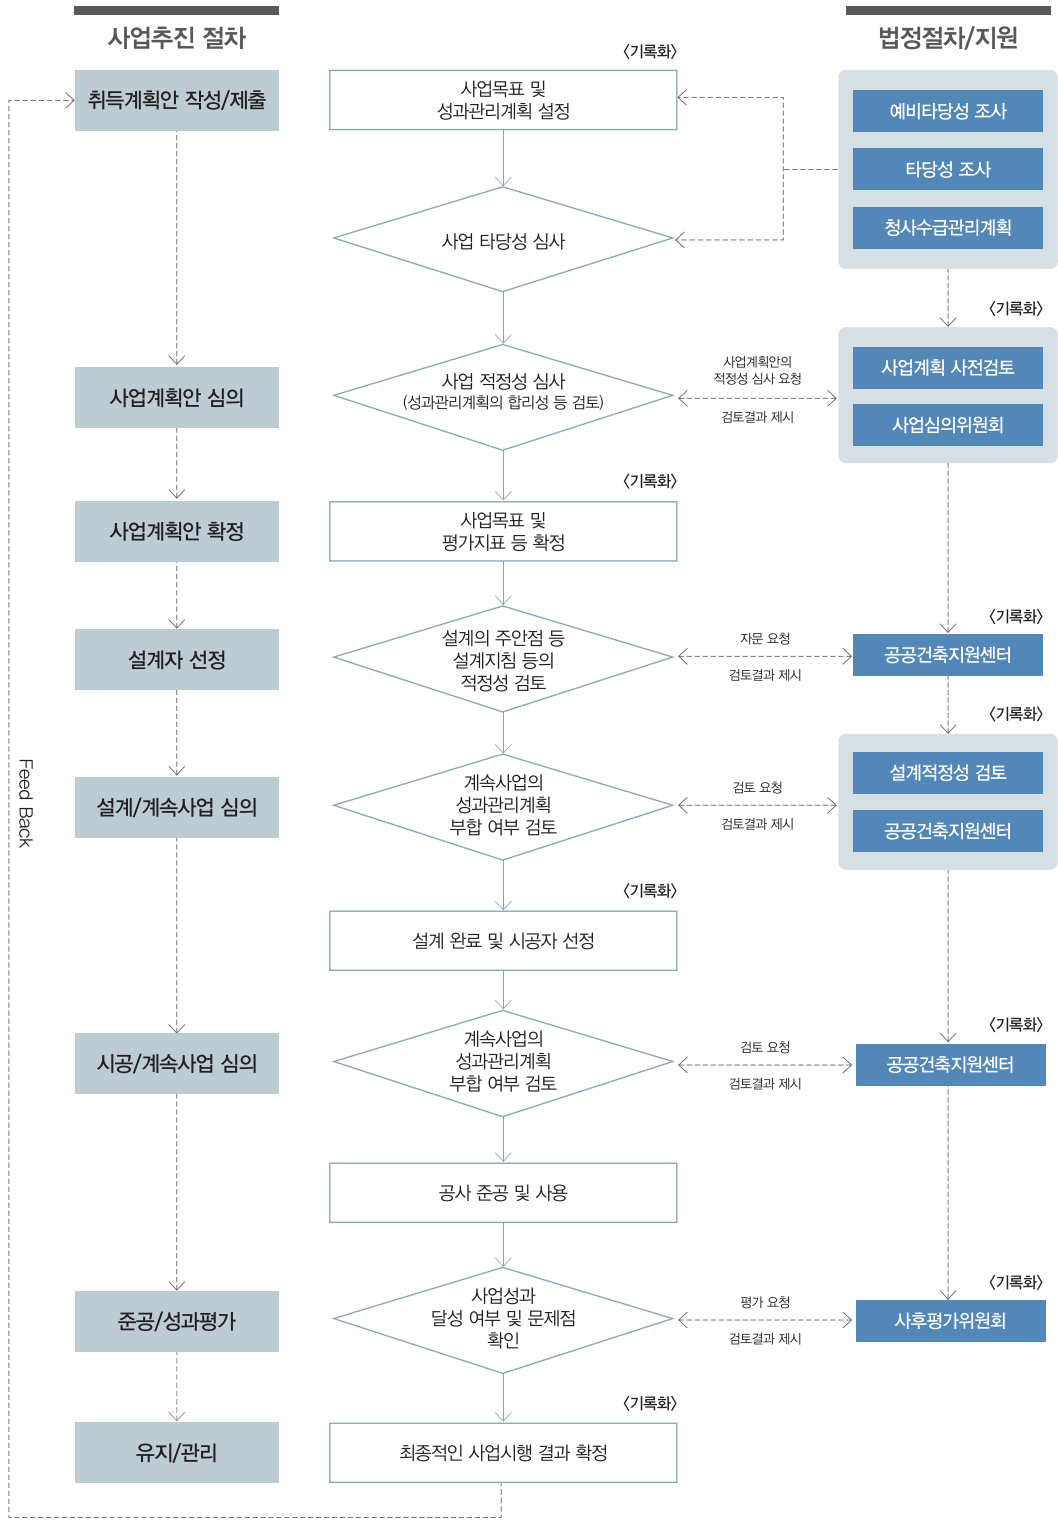 사업추진 절차
법정절차/지원
취득계획안 작성/제출
<기록화>
사업목표 및
성과관리계획 설정
예비타당성 조사
타당성 조사
청사수급관리계획
사업 타당성 심사
<기록화>
사업계획안 심의
사업 적정성 심사
(성과관리계획의 합리성 등 검토)
사업계획안의
적정성 심사 요청
검토결과 제시
사업계획 사전검토
사업심의위원회
<기록화>
사업계획안 확정
사업목표 및
평가지표 등 확정
<기록화>
설계자 선정
설계의 주안점 등
설계지침 등의
적정성 검토
자문 요청
검토결과 제시
공공건축지원센터
<기록화>
설계/계속사업 심의
계속사업의
성과관리계획
부합 여부 검토
검토 요청
검토결과 제시
설계적정성 검토
공공건축지원센터
Feed Back
<기록화>
설계 완료 및 시공자 선정
<기록화>
시공/계속사업 심의
계속사업의
성과관리계획
부합 여부 검토
검토 요청
검토결과 제시
공공건축지원센터
공사 준공 및 사용
<기록화>
준공/성과평가
사업성과
달성 여부 및 문제점
확인
평가 요청
검토결과 제시
사후평가위원회
<기록화>
유지/관리
최종적인 사업시행 결과 확정